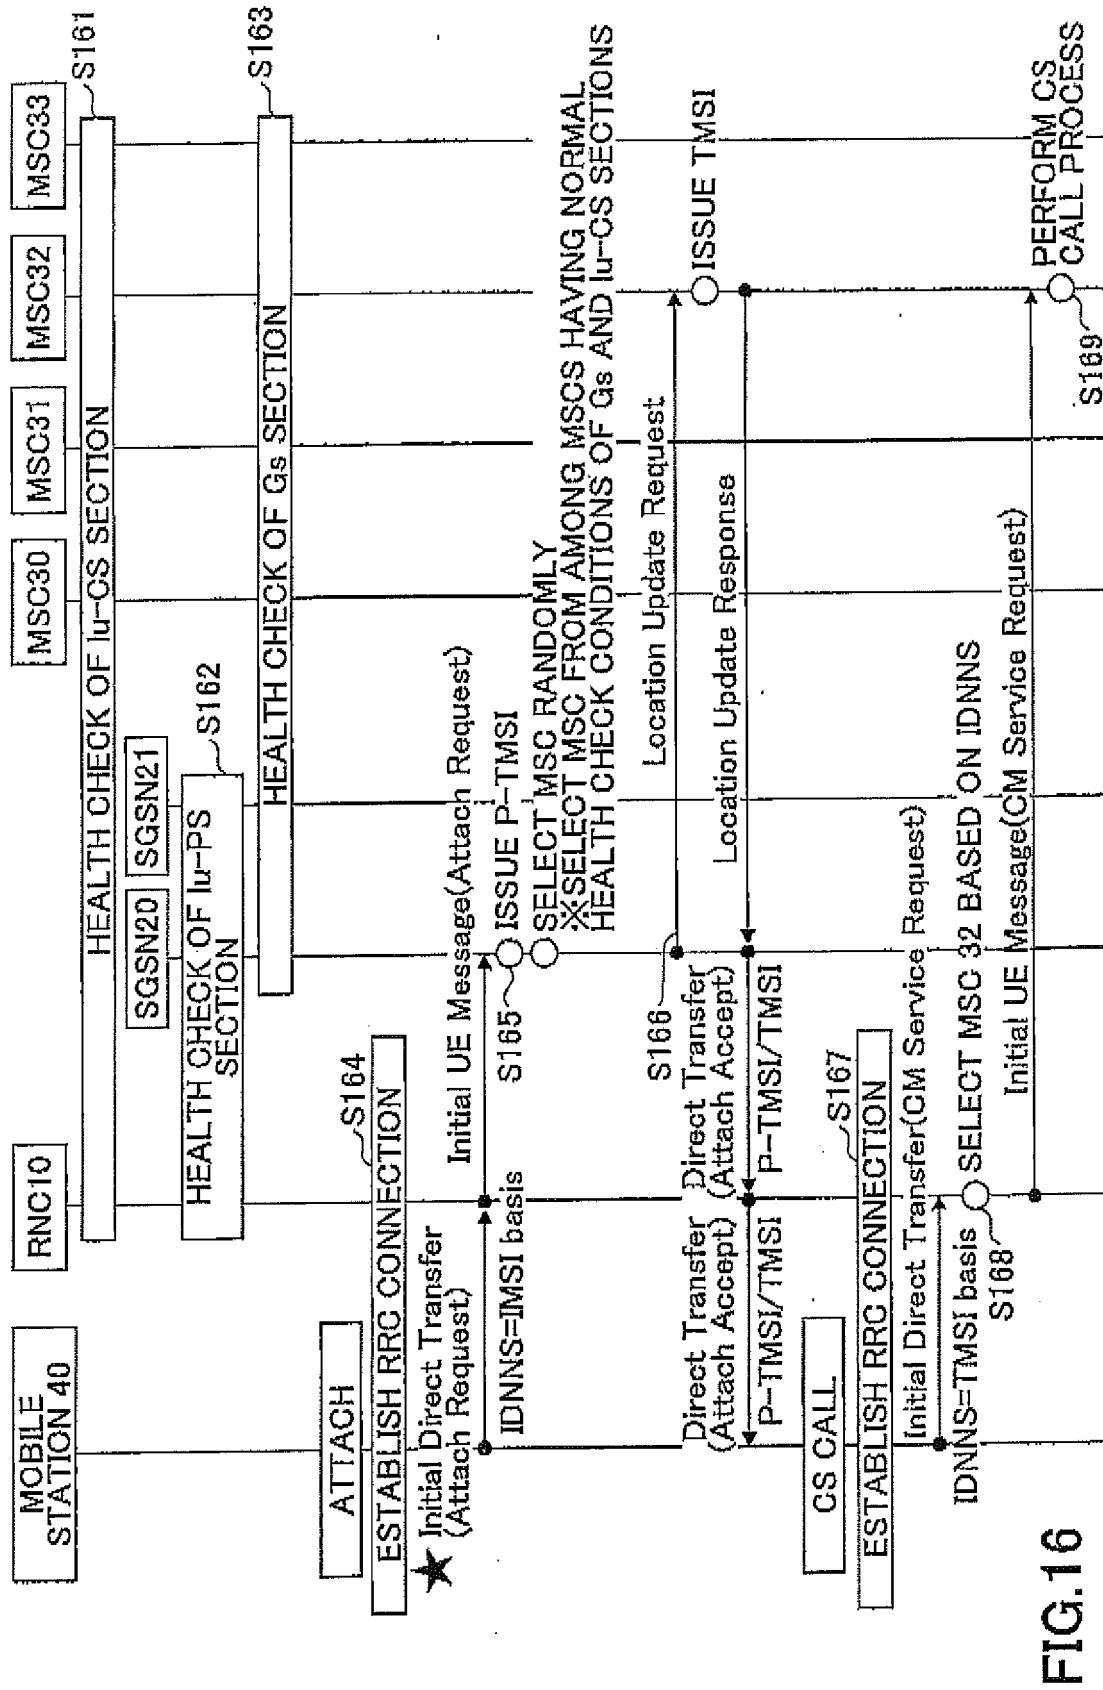 MOBILE
STATION 40
RNC10
SGSN20
SGSN21
MSC30
MSC31
MSC32
MSC33
HEALTH CHECK OF Iu-CS SECTION
S161
HEALTH CHECK OF Iu-PS
SECTION
S162
HEALTH CHECK OF Gs SECTION
S163
ATTACH
ESTABLISH RRC CONNECTION
S164
★ Initial Direct Transfer
(Attach Request)
Initial UE Message(Attach Request)
IDNNS=IMSI basis
S165
ISSUE P-TMSI
SELECT MSC RANDOMLY
※SELECT MSC FROM AMONG MSCS HAVING NORMAL
HEALTH CHECK CONDITIONS OF Gs AND Iu-CS SECTIONS
S166
Location Update Request
ISSUE TMSI
Location Update Response
Direct Transfer
(Attach Accept)
P-TMSI/TMSI
Direct Transfer
(Attach Accept)
P-TMSI/TMSI
CS CALL
ESTABLISH RRC CONNECTION
S167
Initial Direct Transfer(CM Service Request)
IDNNS=TMSI basis
S168
SELECT MSC 32 BASED ON IDNNS
Initial UE Message(CM Service Request)
S169
PERFORM CS
CALL PROCESS
FIG.16